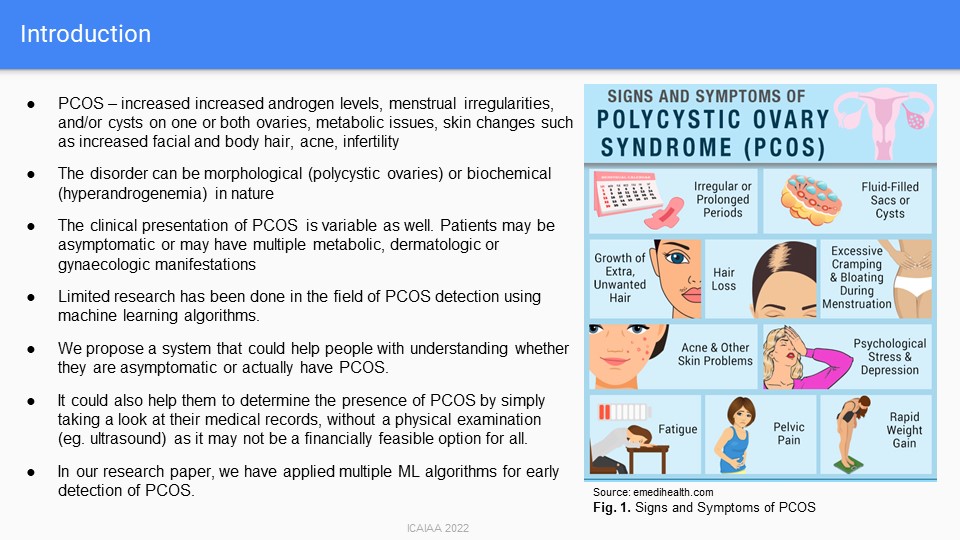 Introduction
● PCOS – increased increased androgen levels, menstrual irregularities,
and/or cysts on one or both ovaries, metabolic issues, skin changes such
as increased facial and body hair, acne, infertility
● The disorder can be morphological (polycystic ovaries) or biochemical
(hyperandrogenemia) in nature
● The clinical presentation of PCOS is variable as well. Patients may be
asymptomatic or may have multiple metabolic, dermatologic or
gynaecologic manifestations
● Limited research has been done in the field of PCOS detection using
machine learning algorithms.
● We propose a system that could help people with understanding whether
they are asymptomatic or actually have PCOS.
● It could also help them to determine the presence of PCOS by simply
taking a look at their medical records, without a physical examination
(eg. ultrasound) as it may not be a financially feasible option for all.
● In our research paper, we have applied multiple ML algorithms for early
detection of PCOS.
SIGNS AND SYMPTOMS OF
POLYCYSTIC OVARY
SYNDROME (PCOS)
Irregular or
Prolonged
Periods
Fluid-Filled
Sacs or
Cysts
Growth of
Extra,
Unwanted
Hair
Hair
Loss
Excessive
Cramping
& Bloating
During
Menstruation
Acne & Other
Skin Problems
Psychological
Stress &
Depression
Fatigue
Pelvic
Pain
Rapid
Weight
Gain
Source: emedihealth.com
Fig. 1. Signs and Symptoms of PCOS
ICAIAA 2022